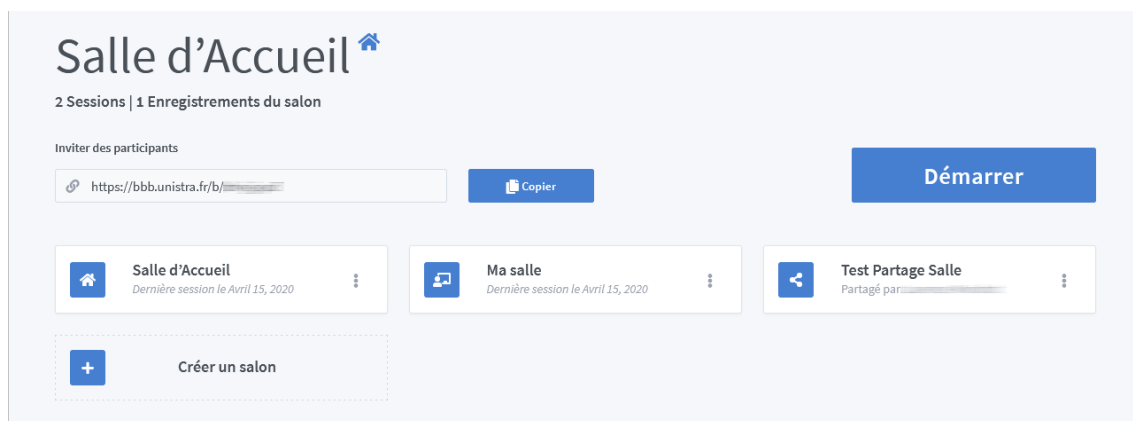 Salle d’Accueil
2 Sessions | 1 Enregistrements du salon
Inviter des participants
https://bbb.unistra.fr/b/
Copier
Démarrer
Salle d’Accueil
Dernière session le Avril 15, 2020
Ma salle
Dernière session le Avril 15, 2020
Test Partage Salle
Partagé par
Créer un salon